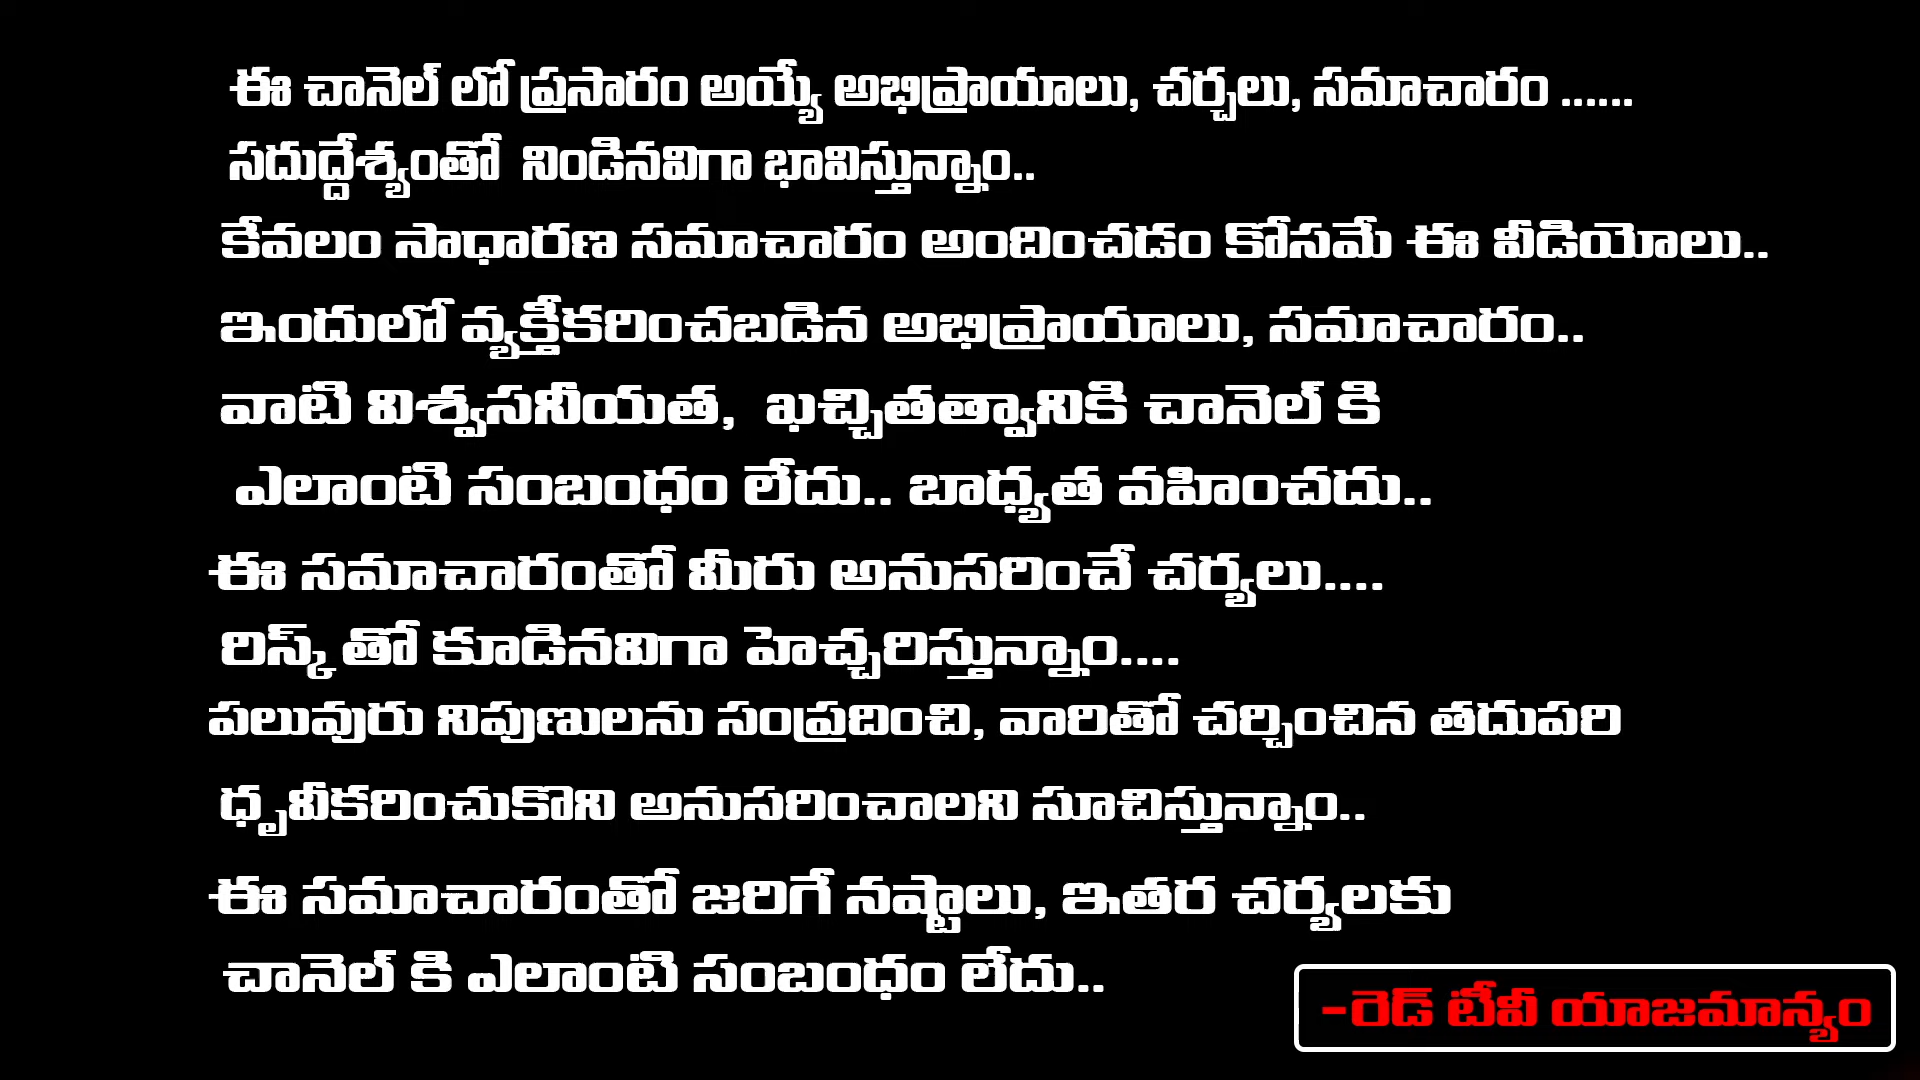 ఈ చానెల్ లో ప్రసారం అయ్యే అభిప్రాయాలు, చర్చలు, సమాచారం ......
సదుద్దేశ్యంతో నిండినవిగా భావిస్తున్నాం..
కేవలం సాధారణ సమాచారం అందించడం కోసమే ఈ వీడియోలు..
ఇందులో వ్యక్తీకరించబడిన అభిప్రాయాలు, సమాచారం..
వాటి విశ్వసనీయత, ఖచ్చితత్వానికి చానెల్ కి
ఎలాంటి సంబంధం లేదు.. బాధ్యత వహించదు..
ఈ సమాచారంతో మీరు అనుసరించే చర్యలు....
రిస్క్ తో కూడినవిగా హెచ్చరిస్తున్నాం....
పలువురు నిపుణులను సంప్రదించి, వారితో చర్చించిన తదుపరి
ధృవీకరించుకొని అనుసరించాలని సూచిస్తున్నాం..
ఈ సమాచారంతో జరిగే నష్టాలు, ఇతర చర్యలకు
చానెల్ కి ఎలాంటి సంబంధం లేదు..
-రెడ్ టీవీ యాజమాన్యం